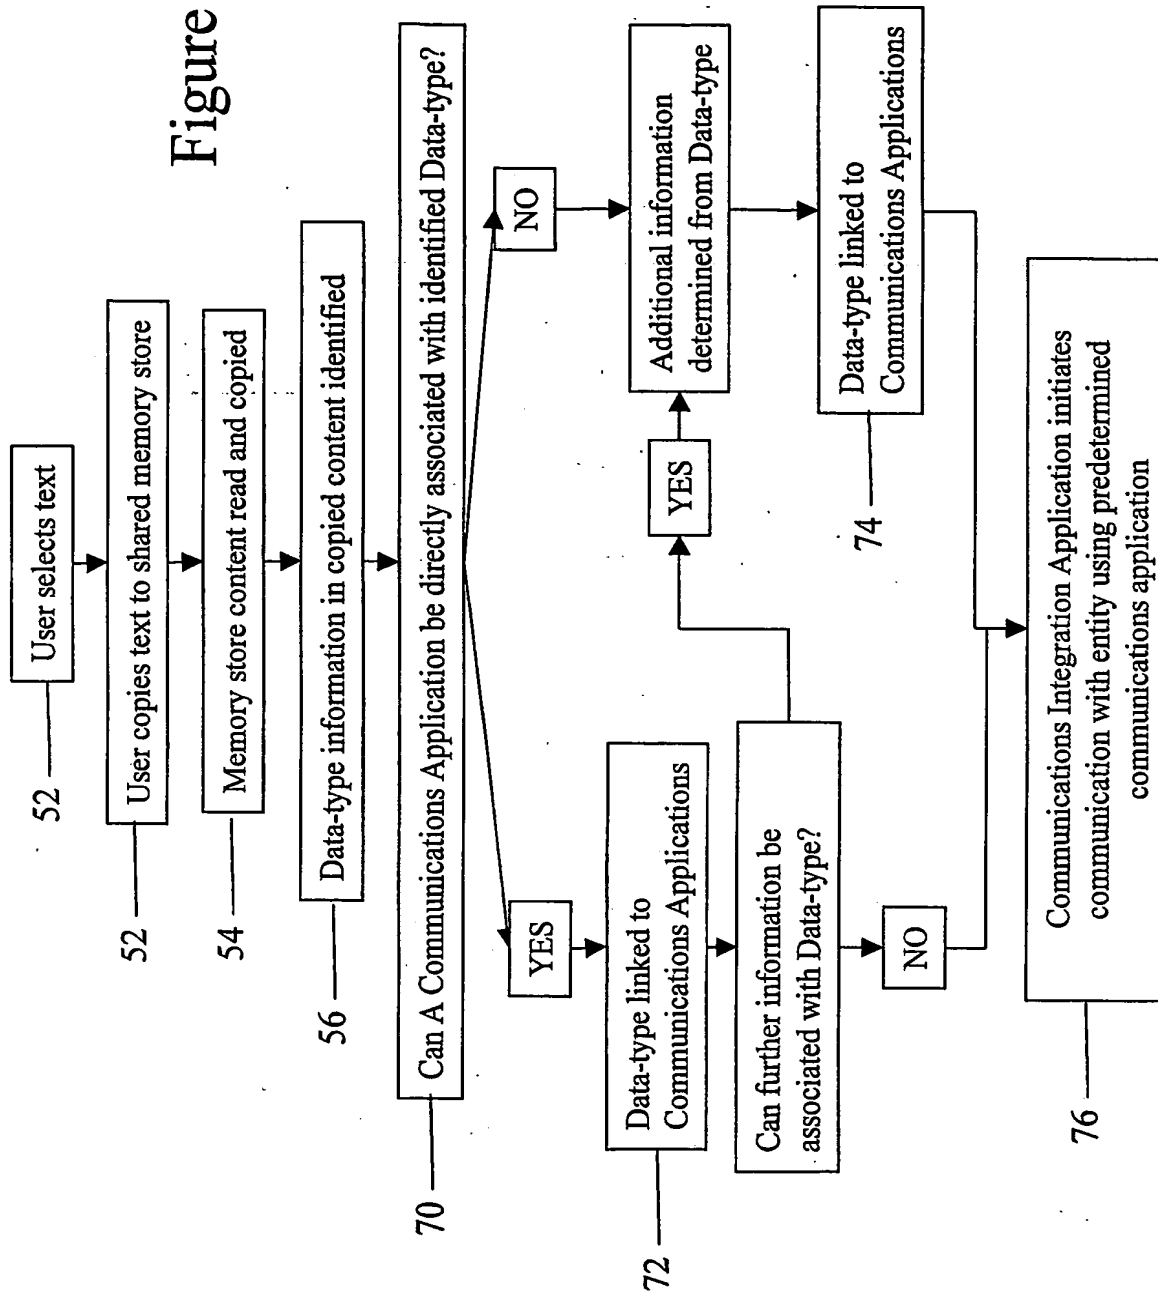 Figure
52
User selects text
52
User copies text to shared memory store
54
Memory store content read and copied
56
Data-type information in copied content identified
70
Can A Communications Application be directly associated with identified Data-type?
YES
NO
72
Data-type linked to
Communications Applications
Can further information be
associated with Data-type?
YES
Additional information
determined from Data-type
NO
74
Data-type linked to
Communications Applications
76
Communications Integration Application initiates
communication with entity using predetermined
communications application